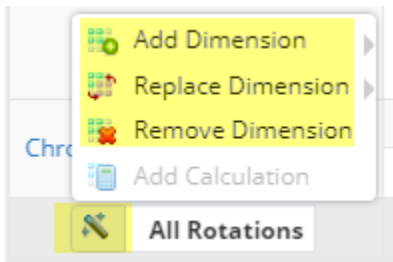 Add Dimension
Replace Dimension
Remove Dimension
Chro
Add Calculation
All Rotations